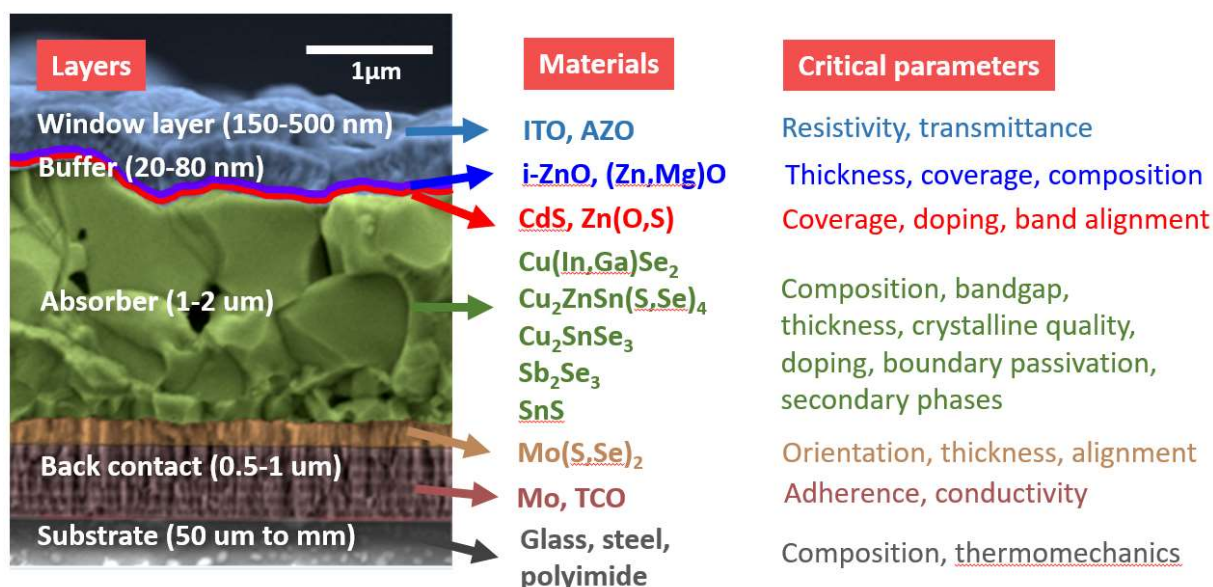 Layers
1μm
Materials
Critical parameters
Window layer (150-500 nm)
ITO, AZO
Resistivity, transmittance
Buffer (20-80 nm)
i-ZnO, (Zn,Mg)O
Thickness, coverage, composition
CdS, Zn(O,S)
Coverage, doping, band alignment
Absorber (1-2 um)
Cu(In,Ga)Se₂
Cu₂ZnSn(S,Se)₄
Cu₂SnSe₃
Sb₂Se₃
SnS
Composition, bandgap,
thickness, crystalline quality,
doping, boundary passivation,
secondary phases
Mo(S,Se)₂
Orientation, thickness, alignment
Back contact (0.5-1 um)
Mo, TCO
Adherence, conductivity
Substrate (50 um to mm)
Glass, steel,
polyimide
Composition, thermomechanics